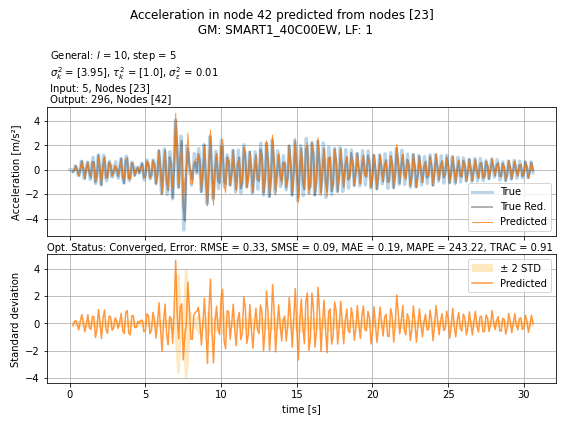 Acceleration in node 42 predicted from nodes [23]
GM: SMART1_40C00EW, LF: 1
General: l = 10, step = 5
σ²ₖ = [3.95], τ²ₖ = [1.0], σ²ε = 0.01
Input: 5, Nodes [23]
Output: 296, Nodes [42]
Acceleration [m/s²]
4
2
0
−2
−4
True
True Red.
Predicted
Opt. Status: Converged, Error: RMSE = 0.33, SMSE = 0.09, MAE = 0.19, MAPE = 243.22, TRAC = 0.91
Standard deviation
4
2
0
−2
−4
± 2 STD
Predicted
0 5 10 15 20 25 30
time [s]